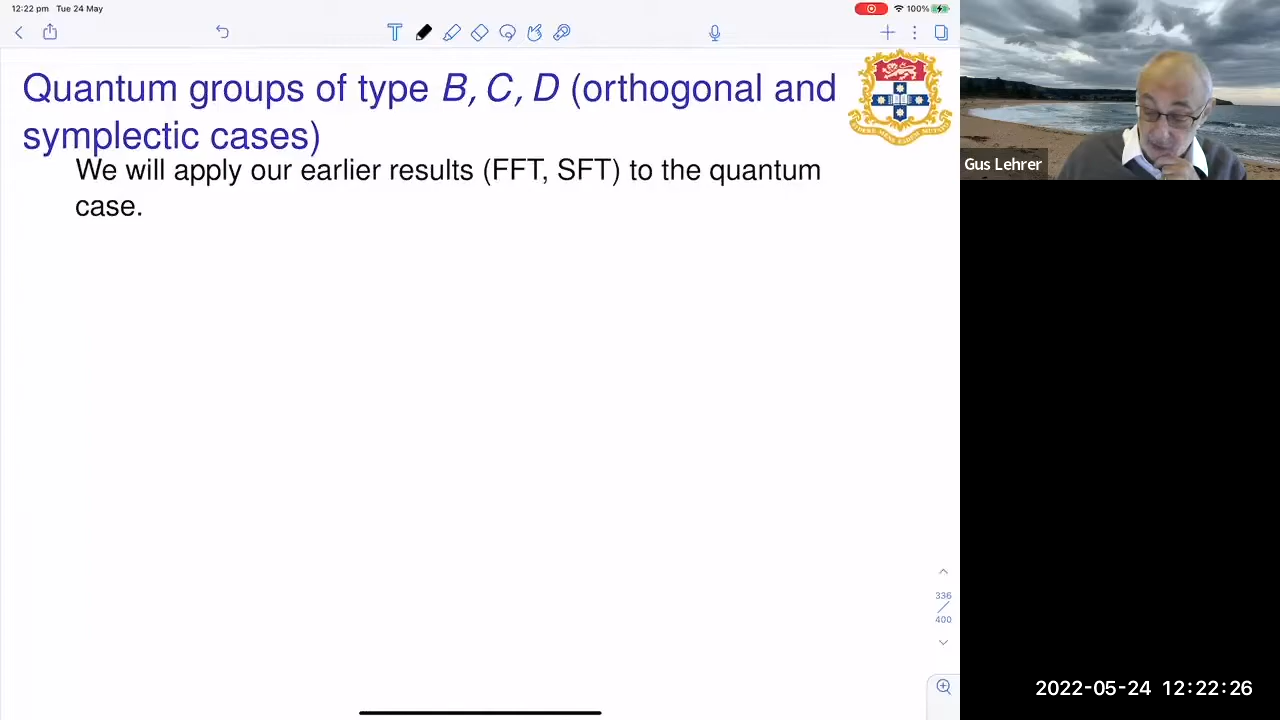 12:22 pm Tue 24 May
100%
Quantum groups of type B, C, D (orthogonal and
symplectic cases)
We will apply our earlier results (FFT, SFT) to the quantum
case.
Gus Lehrer
336
400
2022-05-24 12:22:26